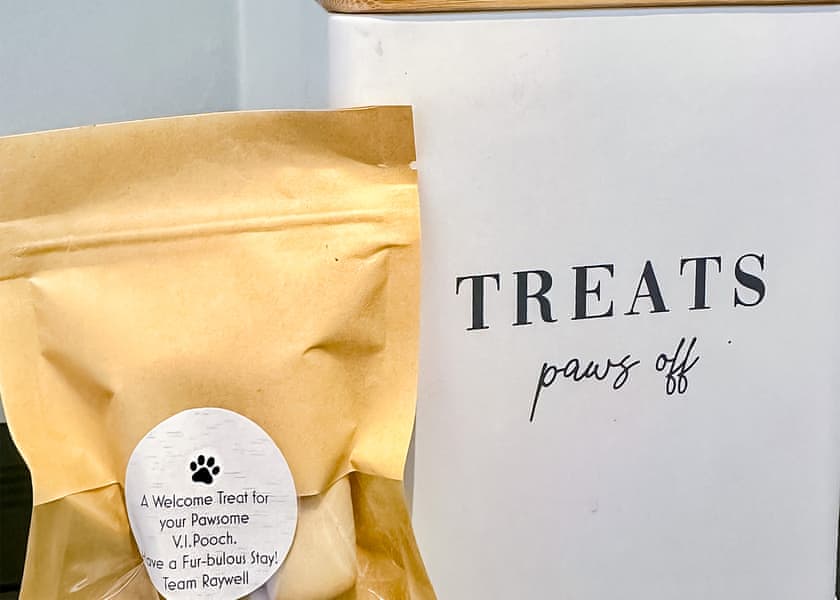 TREATS
paws off
A Welcome Treat for
your Pawsome
V.I.Pooch.
ave a Fur-bulous Stay!
Team Raywell